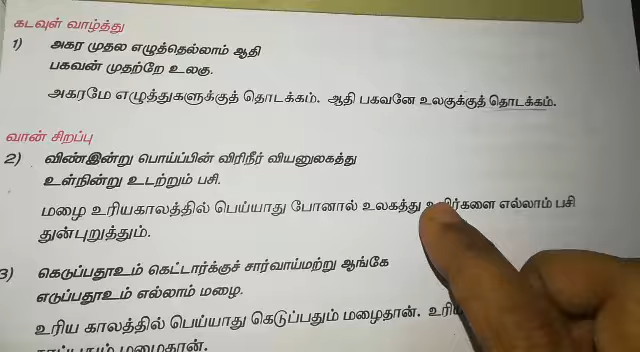 கடவுள் வாழ்த்து
1) அகர முதல எழுத்தெல்லாம் ஆதி
பகவன் முதற்றே உலகு.
அகரமே எழுத்துகளுக்குத் தொடக்கம். ஆதி பகவனே உலகுக்குத் தொடக்கம்.
வான் சிறப்பு
2) விண்இன்று பொய்ப்பின் விரிநீர் வியனுலகத்து
உள்நின்று உடற்றும் பசி.
மழை உரியகாலத்தில் பெய்யாது போனால் உலகத்து எல்லாம் பசி
துன்புறுத்தும்.
3) கெடுப்பதூஉம் கெட்டார்க்குச் சார்வாய்மற்று ஆங்கே
எடுப்பதூஉம் எல்லாம் மழை.
உரிய காலத்தில் பெய்யாது கெடுப்பதும் மழைதான்.